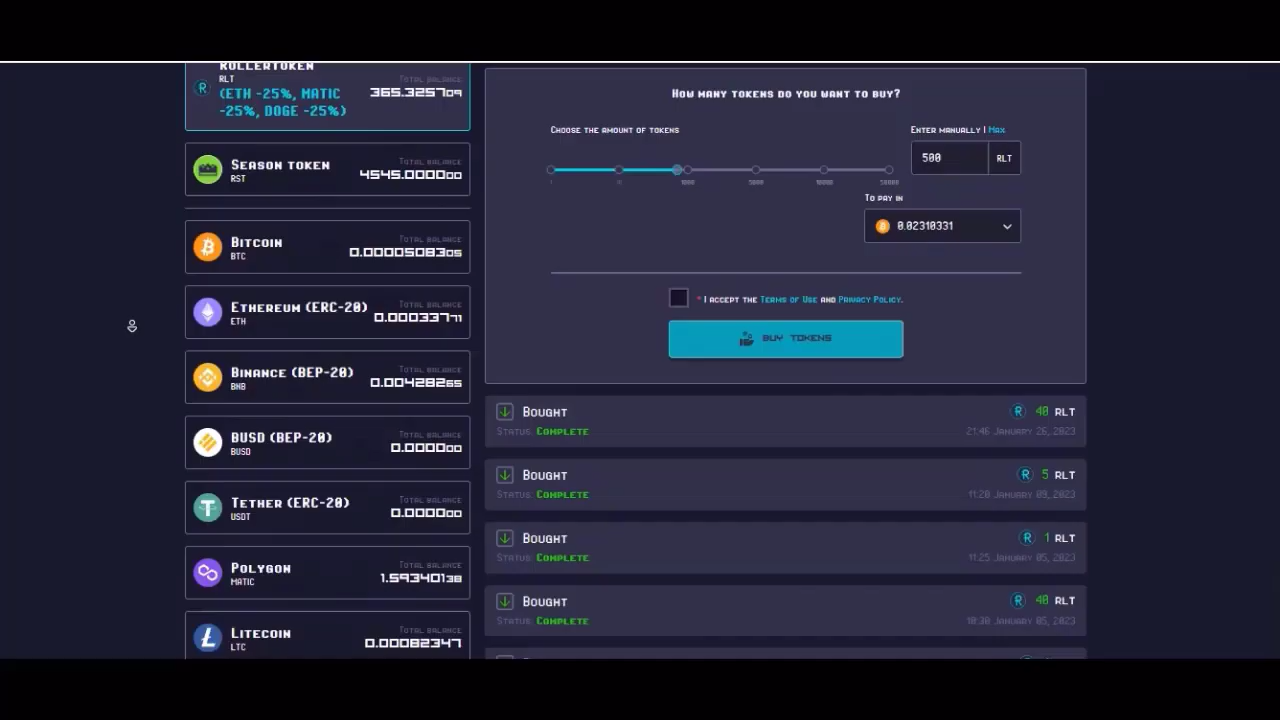 ROLLERTOKEN
RLT
(ETH -25%, MATIC
-25%, DOGE -25%)
TOTAL BALANCE
365.325709
SEASON TOKEN
RST
TOTAL BALANCE
4545.000000
BITCOIN
BTC
TOTAL BALANCE
0.0000508305
ETHEREUM (ERC-20)
ETH
TOTAL BALANCE
0.00033771
BINANCE (BEP-20)
BNB
TOTAL BALANCE
0.00428265
BUSD (BEP-20)
BUSD
TOTAL BALANCE
0.000000
TETHER (ERC-20)
USDT
TOTAL BALANCE
0.000000
POLYGON
MATIC
TOTAL BALANCE
1.59340138
LITECOIN
LTC
TOTAL BALANCE
0.00082347
HOW MANY TOKENS DO YOU WANT TO BUY?
CHOOSE THE AMOUNT OF TOKENS
1000
5000
10000
ENTER MANUALLY | MAX
500 RLT
TO PAY IN
0.02310331
* I ACCEPT THE TERMS OF USE AND PRIVACY POLICY.
BUY TOKENS
BOUGHT
STATUS: COMPLETE
R 40 RLT
21:46 JANUARY 26, 2023
BOUGHT
STATUS: COMPLETE
R 5 RLT
11:20 JANUARY 09, 2023
BOUGHT
STATUS: COMPLETE
R 1 RLT
11:25 JANUARY 05, 2023
BOUGHT
STATUS: COMPLETE
R 40 RLT
10:30 JANUARY 05, 2023